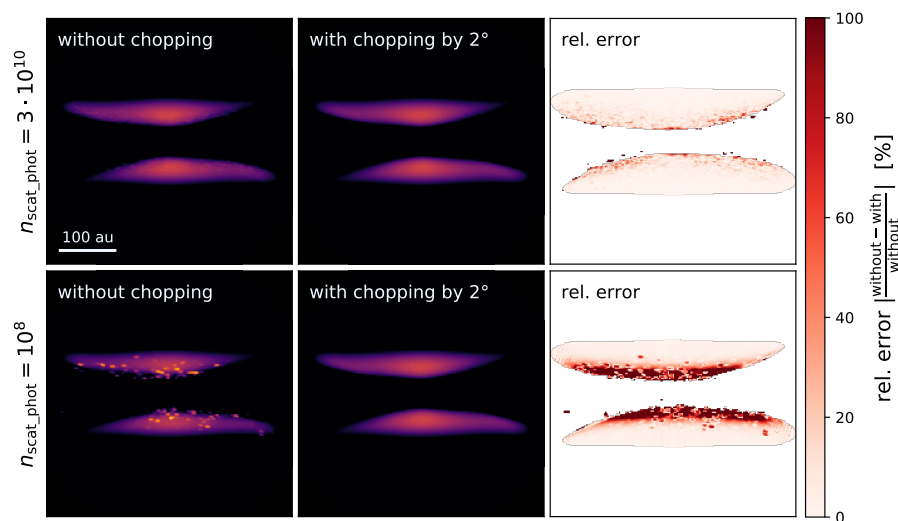 without chopping
with chopping by 2°
rel. error
n_scat_phot = 3 · 10^10
100 au
without chopping
with chopping by 2°
rel. error
n_scat_phot = 10^8
100
80
60
40
20
0
rel. error |without − with / without| [%]